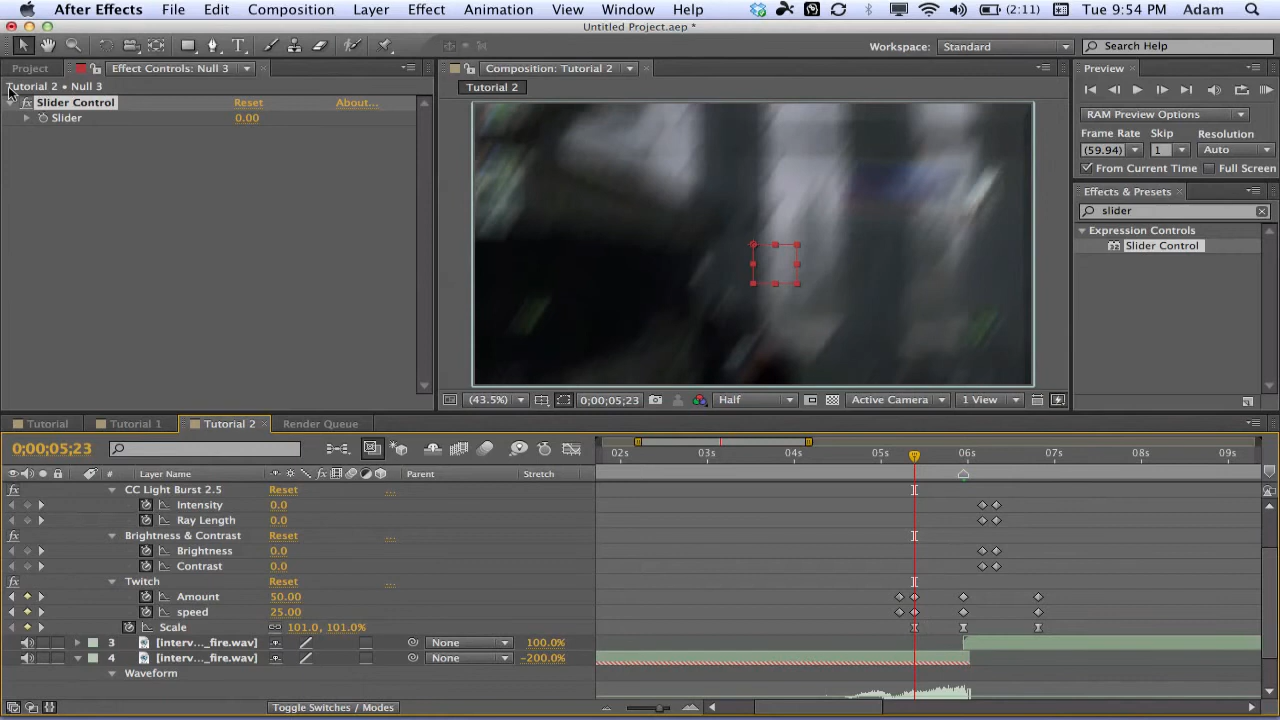 After Effects File Edit Composition Layer Effect Animation View Window Help (2:11) Tue 9:54 PM Adam
Untitled Project.aep *
Workspace: Standard Search Help
Project Effect Controls: Null 3 Composition: Tutorial 2 Preview
Tutorial 2 • Null 3 Tutorial 2
fx Slider Control Reset About...
Slider 0.00
RAM Preview Options
Frame Rate Skip Resolution
(59.94) 1 Auto
From Current Time Full Screen
Effects & Presets
slider
Expression Controls
Slider Control
(43.5%) 0;00;05;23 Half Active Camera 1 View
Tutorial Tutorial 1 Tutorial 2 Render Queue
0;00;05;23
02s 03s 04s 05s 06s 07s 08s 09s
# Layer Name Parent Stretch
fx CC Light Burst 2.5 Reset ...
Intensity 0.0
Ray Length 0.0
fx Brightness & Contrast Reset ...
Brightness 0.0
Contrast 0.0
fx Twitch Reset ...
Amount 50.00
speed 25.00
Scale 101.0, 101.0%
3 [interv..._fire.wav] None 100.0%
4 [interv..._fire.wav] None -200.0%
Waveform
Toggle Switches / Modes